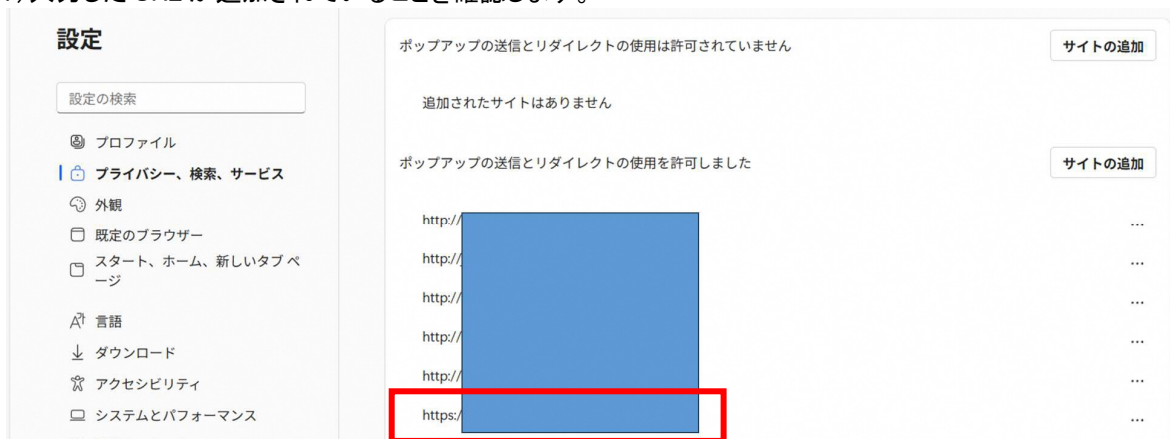 設定
設定の検索
プロファイル
プライバシー、検索、サービス
外観
既定のブラウザー
スタート、ホーム、新しいタブ ペ
ージ
言語
ダウンロード
アクセシビリティ
システムとパフォーマンス
ポップアップの送信とリダイレクトの使用は許可されていません
サイトの追加
追加されたサイトはありません
ポップアップの送信とリダイレクトの使用を許可しました
サイトの追加
http://
...
http://
...
http://
...
http://
...
http://
...
https:/
...